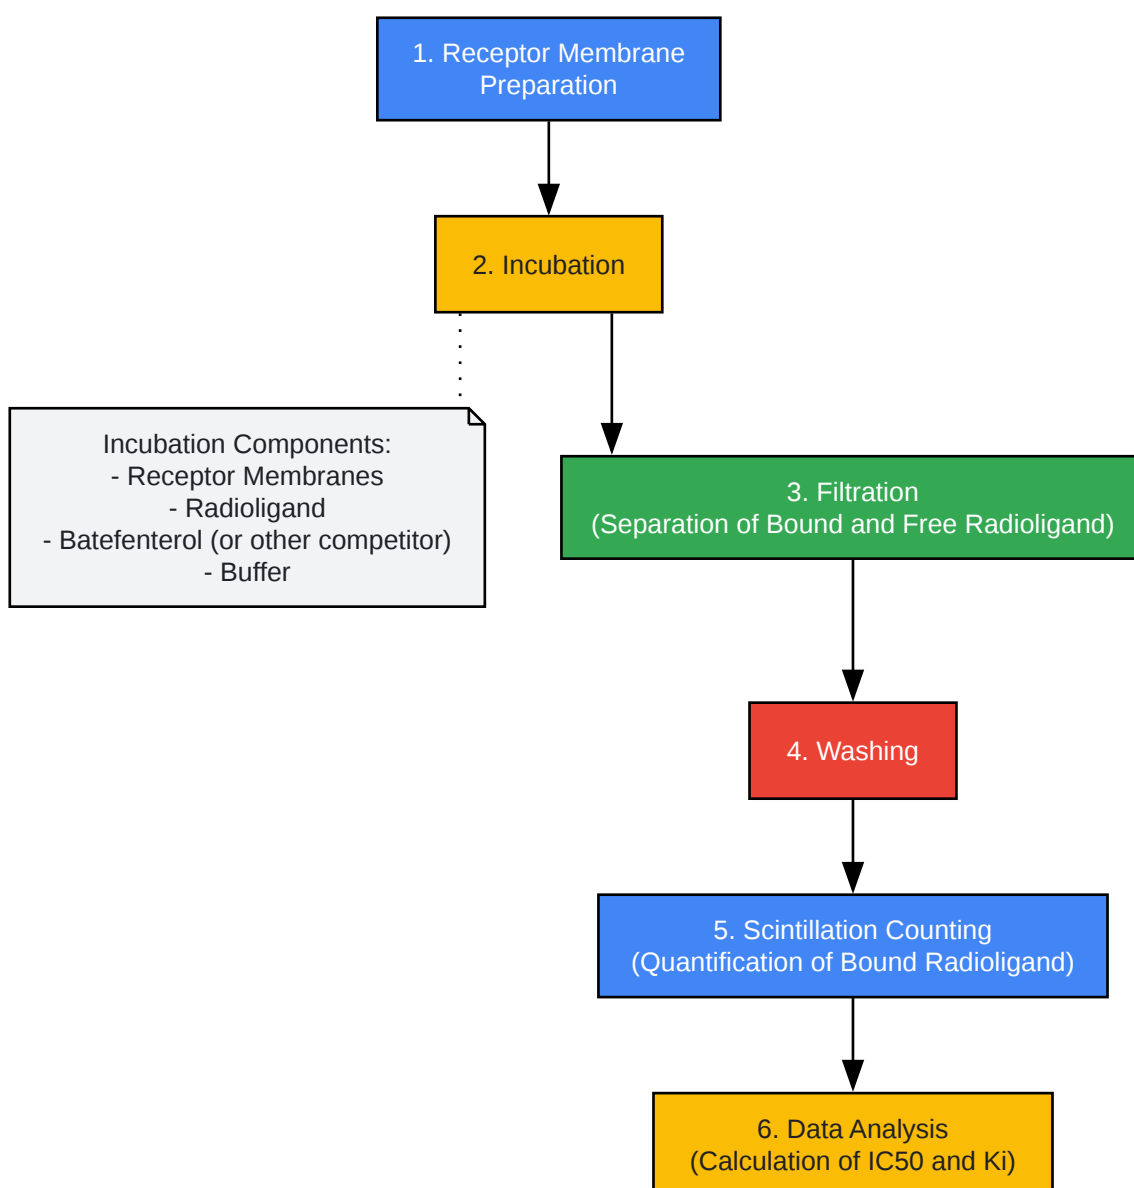 1. Receptor Membrane
Preparation
2. Incubation
Incubation Components:
- Receptor Membranes
- Radioligand
- Batefenterol (or other competitor)
- Buffer
3. Filtration
(Separation of Bound and Free Radioligand)
4. Washing
5. Scintillation Counting
(Quantification of Bound Radioligand)
6. Data Analysis
(Calculation of IC50 and Ki)